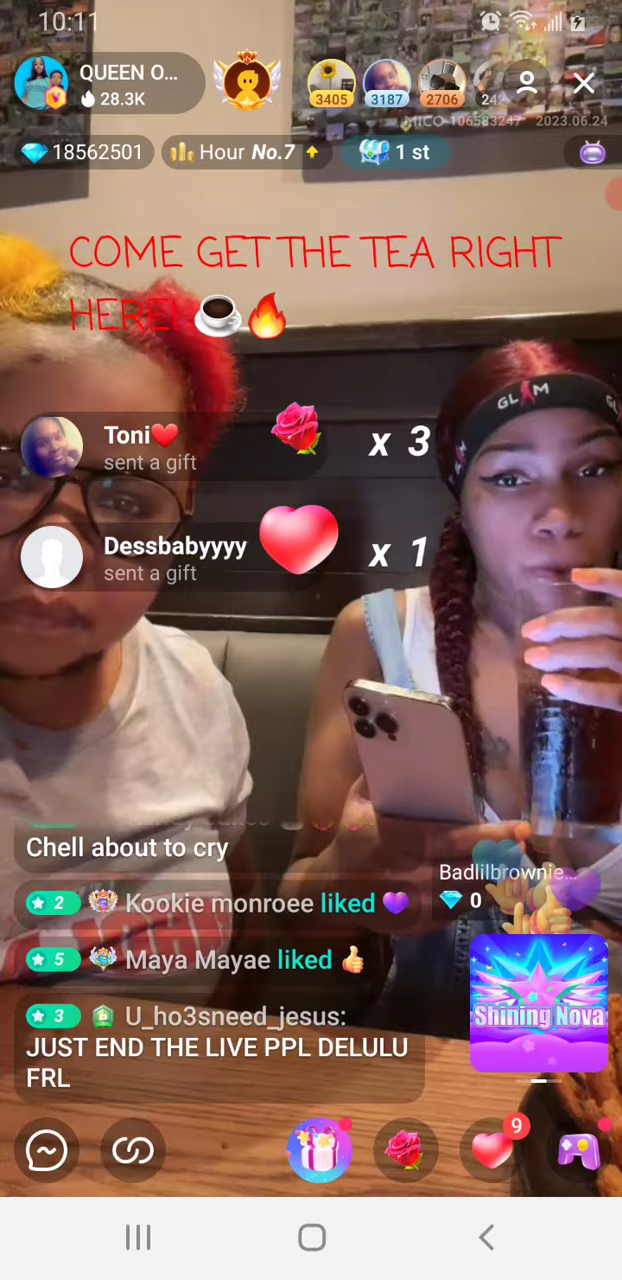 10:11
QUEEN O...
28.3K
3405
3187
2706
24
MICO 106583247 2023.06.24
18562501
Hour No.7
1 st
COME GET THE TEA RIGHT
HERE! ☕🔥
GLAM
Toni❤️
sent a gift
x 3
Dessbabyyyy
sent a gift
x 1
Chell about to cry
Badlilbrownie...
0
2 Kookie monroee liked 💜
5 Maya Mayae liked 👍
Shining Nova
3 U_ho3sneed_jesus:
JUST END THE LIVE PPL DELULU
FRL
9